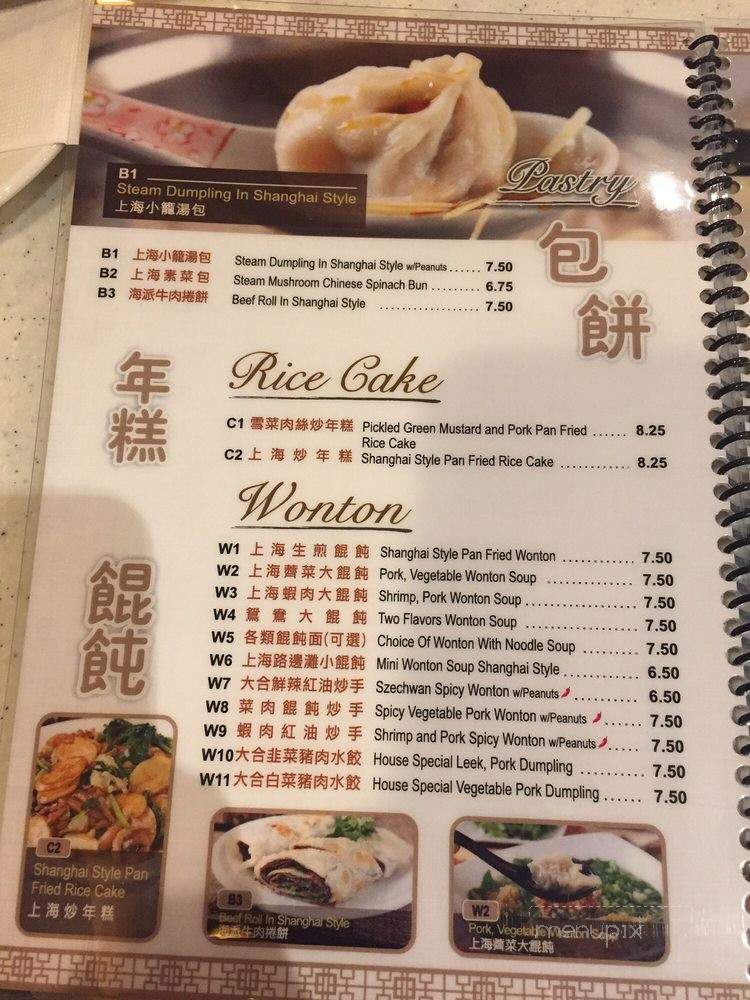 B1
Steam Dumpling In Shanghai Style
上海小籠湯包
Pastry
包餅
B1 上海小籠湯包 Steam Dumpling In Shanghai Style w/Peanuts ...... 7.50
B2 上海素菜包 Steam Mushroom Chinese Spinach Bun ......... 6.75
B3 海派牛肉捲餅 Beef Roll In Shanghai Style .................. 7.50
年糕
Rice Cake
C1 雪菜肉絲炒年糕 Pickled Green Mustard and Pork Pan Fried ...... 8.25
Rice Cake
C2 上海炒年糕 Shanghai Style Pan Fried Rice Cake ............ 8.25
Wonton
餛飩
W1 上海生煎餛飩 Shanghai Style Pan Fried Wonton ............ 7.50
W2 上海薺菜大餛飩 Pork, Vegetable Wonton Soup ............... 7.50
W3 上海蝦肉大餛飩 Shrimp, Pork Wonton Soup .................. 7.50
W4 鴛鴦大餛飩 Two Flavors Wonton Soup .................. 7.50
W5 各類餛飩面(可選) Choice Of Wonton With Noodle Soup ......... 7.50
W6 上海路邊灘小餛飩 Mini Wonton Soup Shanghai Style ............ 6.50
W7 大合鮮辣紅油炒手 Szechwan Spicy Wonton w/Peanuts ............ 6.50
W8 菜肉餛飩炒手 Spicy Vegetable Pork Wonton w/Peanuts ...... 7.50
W9 蝦肉紅油炒手 Shrimp and Pork Spicy Wonton w/Peanuts ..... 7.50
W10 大合韭菜豬肉水餃 House Special Leek, Pork Dumpling ......... 7.50
W11 大合白菜豬肉水餃 House Special Vegetable Pork Dumpling ...... 7.50
C2
Shanghai Style Pan
Fried Rice Cake
上海炒年糕
B3
Beef Roll In Shanghai Style
海派牛肉捲餅
W2
Pork, Vegetable Wonton Soup
上海薺菜大餛飩
menupix